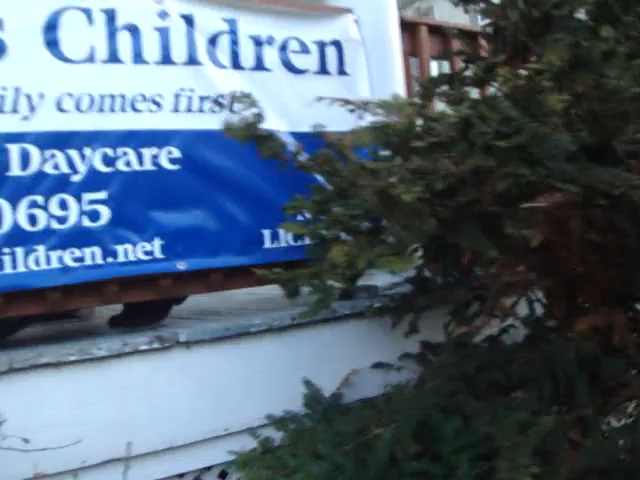 s Children
ily comes first
Daycare
0695
ildren.net